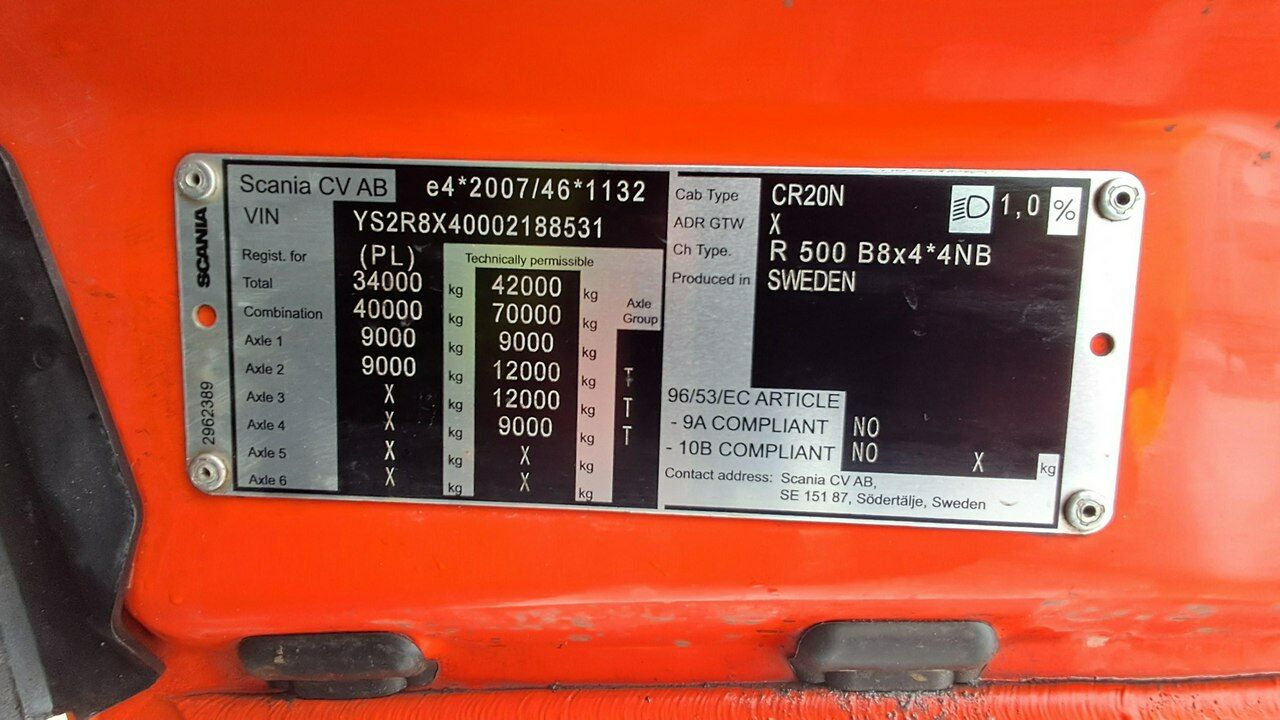 Scania CV AB e4*2007/46*1132
VIN YS2R8X40002188531
Regist. for (PL) Technically permissible
Total 34000 kg 42000 kg
Combination 40000 kg 70000 kg Axle Group
Axle 1 9000 kg 9000 kg
Axle 2 9000 kg 12000 kg T
Axle 3 X kg 12000 kg T
Axle 4 X kg 9000 kg T
Axle 5 X kg X kg
Axle 6 X kg X kg
SCANIA
2962389
Cab Type CR20N 1,0 %
ADR GTW X
Ch Type. R 500 B8x4*4NB
Produced in SWEDEN
96/53/EC ARTICLE
- 9A COMPLIANT NO
- 10B COMPLIANT NO X kg
Contact address: Scania CV AB,
SE 151 87, Södertälje, Sweden